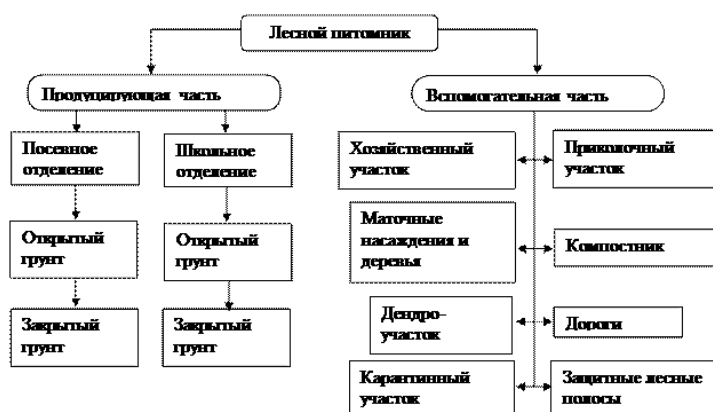 Лесной питомник
Продуцирующая часть
Вспомогательная часть
Посевное
отделение
Школьное
отделение
Хозяйственный
участок
Приколочный
участок
Открытый
грунт
Открытый
грунт
Маточные
насаждения и
деревья
Компостник
Закрытый
грунт
Закрытый
грунт
Дендро-
участок
Дороги
Карантинный
участок
Защитные лесные
полосы